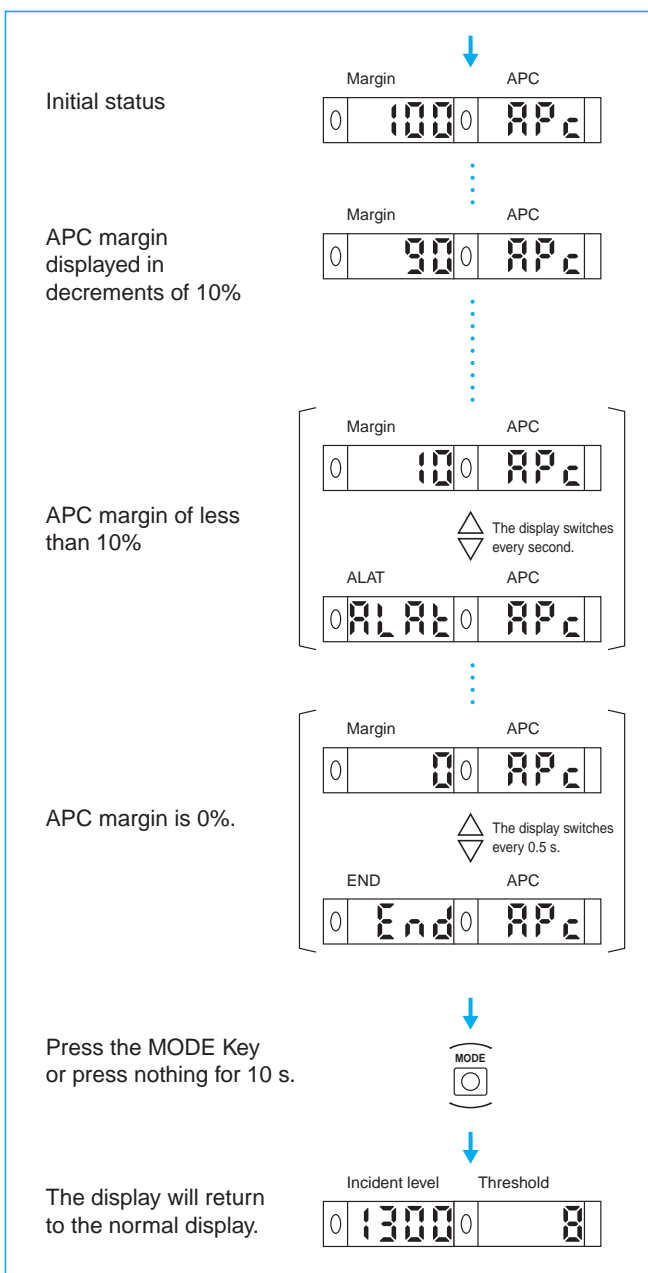 Margin APC
Initial status
100 APc
Margin APC
APC margin
displayed in
decrements of 10%
90 APc
Margin APC
10 APc
APC margin of less
than 10%
The display switches
every second.
ALAT APC
ALAt APc
Margin APC
0 APc
APC margin is 0%.
The display switches
every 0.5 s.
END APC
End APc
Press the MODE Key
or press nothing for 10 s.
MODE
Incident level Threshold
The display will return
to the normal display.
1300 8